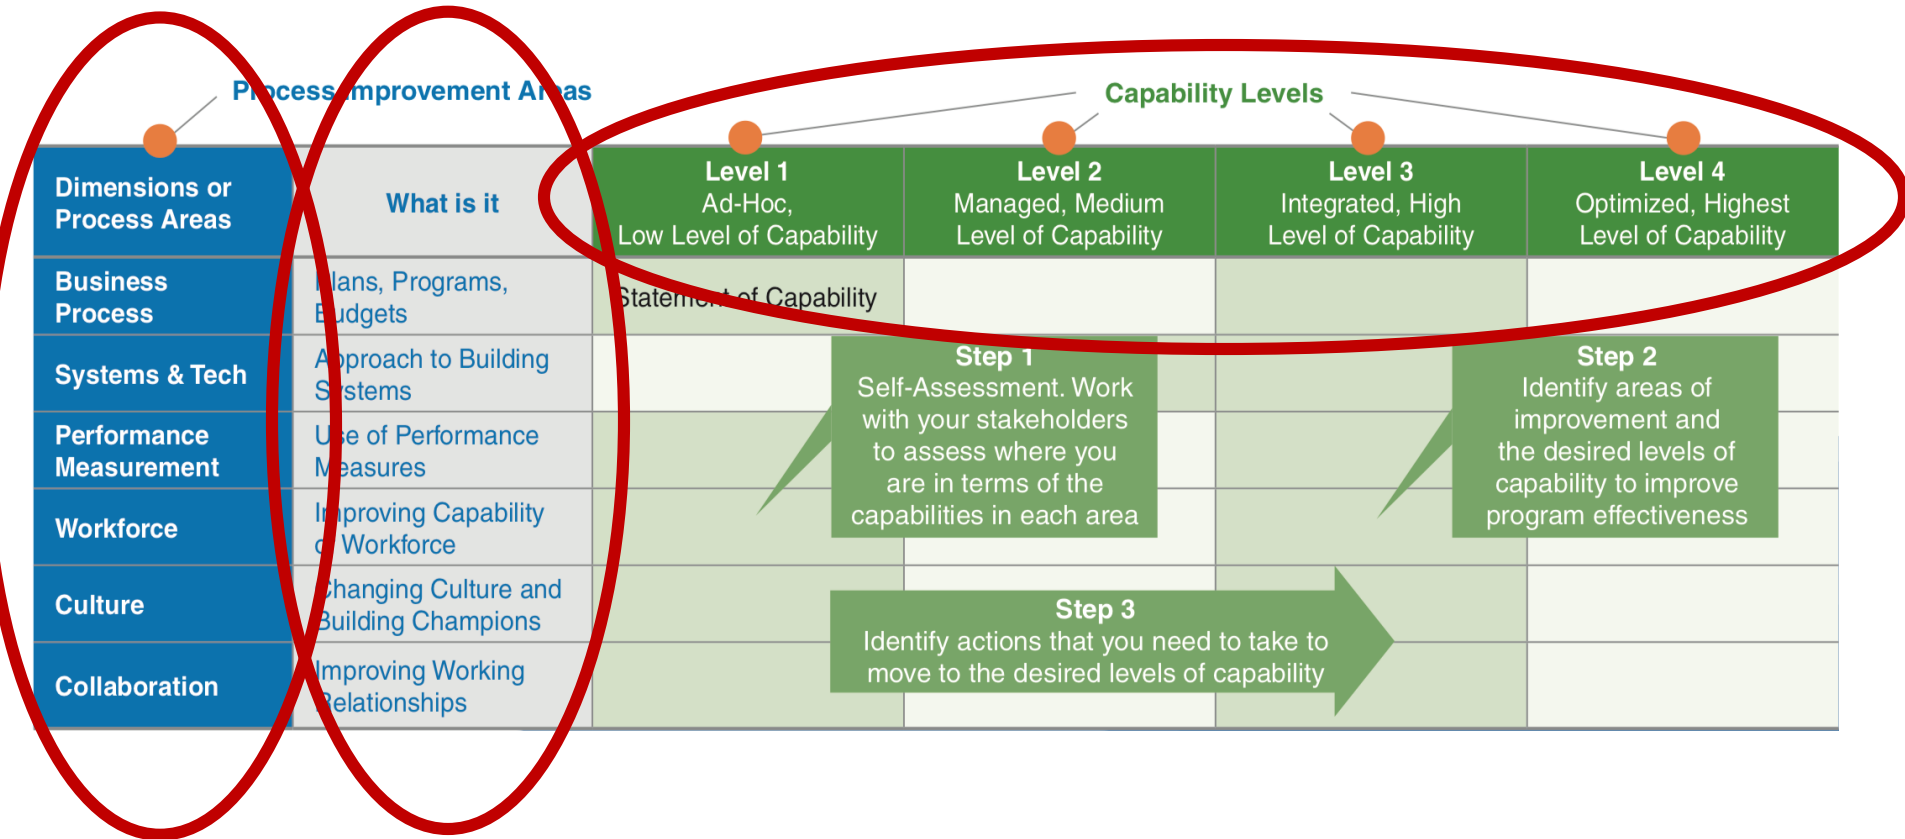 Process Improvement Areas
Capability Levels
Dimensions or
Process Areas
What is it
Level 1
Ad-Hoc,
Low Level of Capability
Level 2
Managed, Medium
Level of Capability
Level 3
Integrated, High
Level of Capability
Level 4
Optimized, Highest
Level of Capability
Business
Process
Plans, Programs,
Budgets
Statement of Capability
Systems & Tech
Approach to Building
Systems
Performance
Measurement
Use of Performance
Measures
Workforce
Improving Capability
of Workforce
Culture
Changing Culture and
Building Champions
Collaboration
Improving Working
Relationships
Step 1
Self-Assessment. Work
with your stakeholders
to assess where you
are in terms of the
capabilities in each area
Step 2
Identify areas of
improvement and
the desired levels of
capability to improve
program effectiveness
Step 3
Identify actions that you need to take to
move to the desired levels of capability